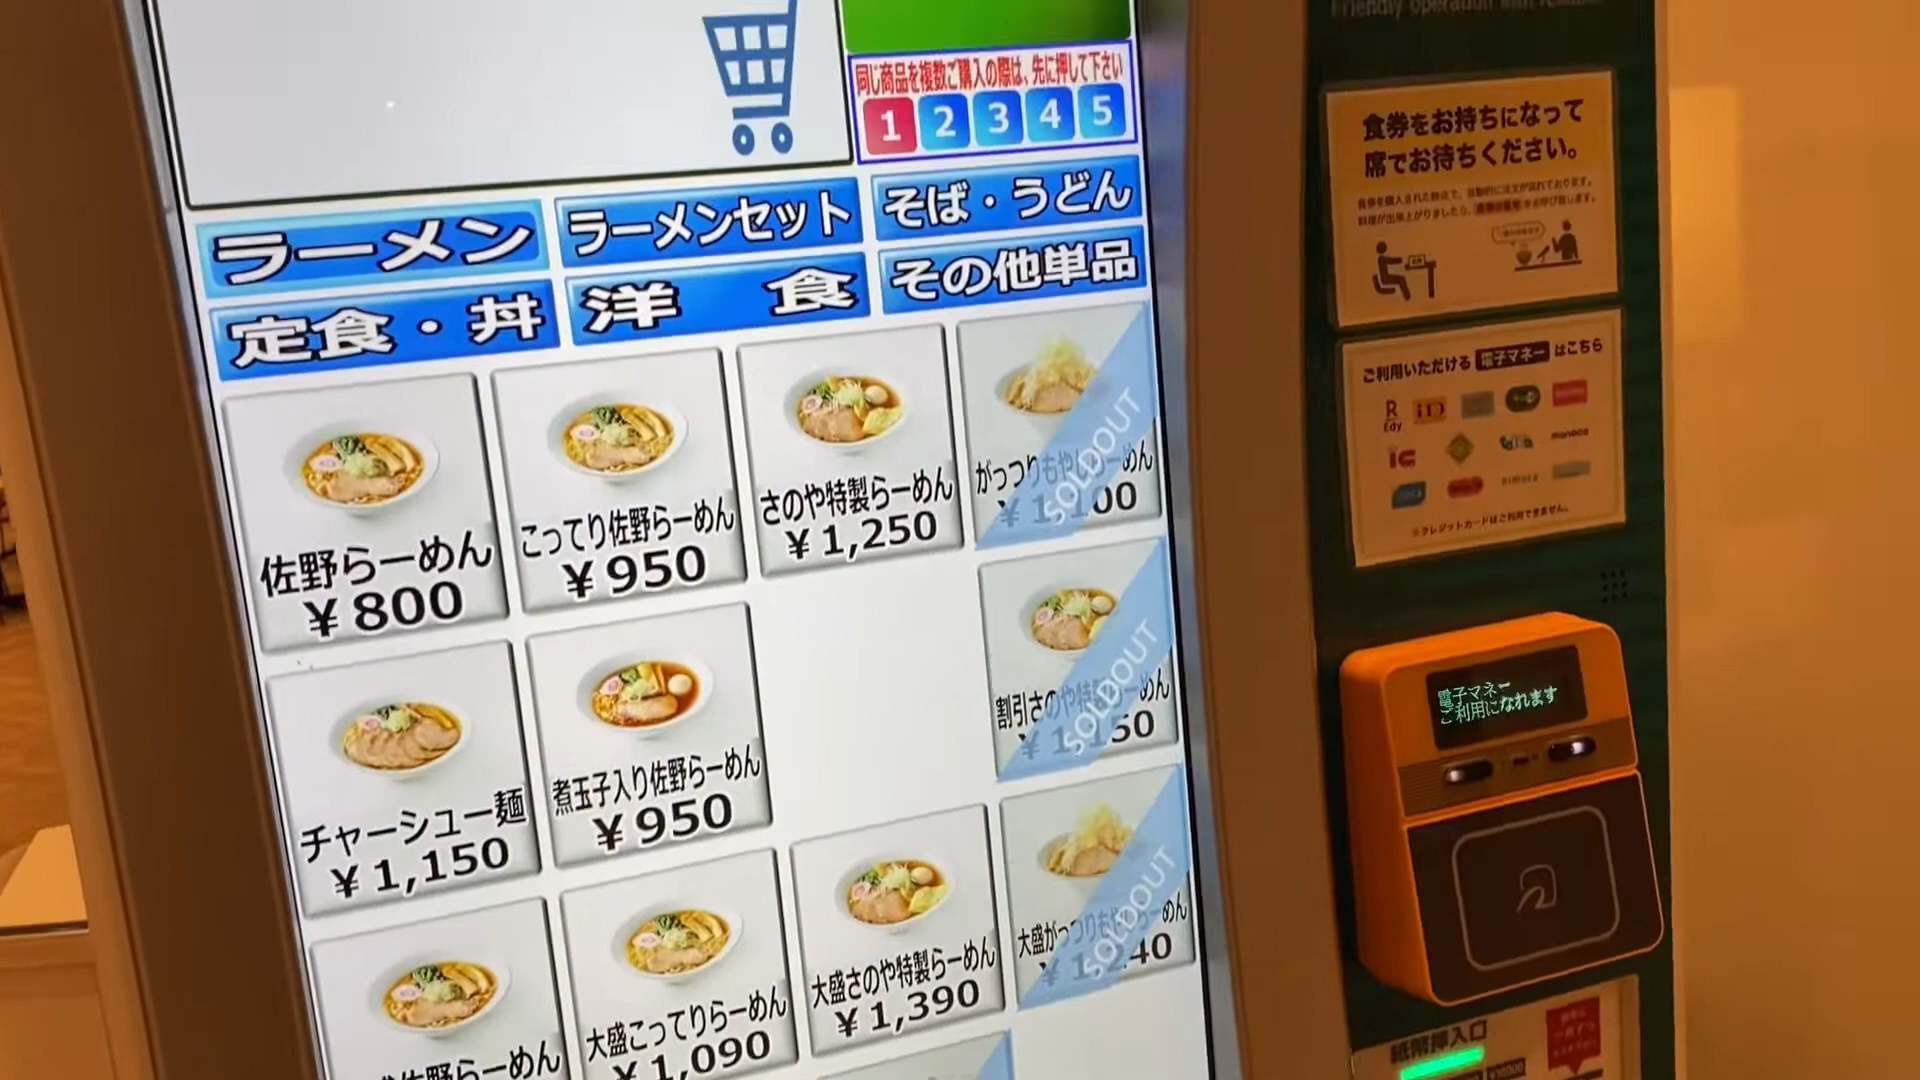 同じ商品を複数ご購入の際は、先に押して下さい
1 2 3 4 5
ラーメン
ラーメンセット
そば・うどん
定食・丼
洋 食
その他単品
佐野らーめん
¥800
こってり佐野らーめん
¥950
さのや特製らーめん
¥1,250
がっつりもやしらーめん
¥1,100
SOLDOUT
チャーシュー麺
¥1,150
煮玉子入り佐野らーめん
¥950
割引さのや特製らーめん
¥1,150
SOLDOUT
佐野らーめん
大盛こってりらーめん
¥1,090
大盛さのや特製らーめん
¥1,390
大盛がっつりもやしらーめん
¥1,240
SOLDOUT
食券をお持ちになって
席でお待ちください。
ご利用いただける 電子マネー はこちら
Edy
iD
manaca
nimoca
※クレジットカードはご利用できません。
電子マネー
ご利用になれます
紙幣挿入口